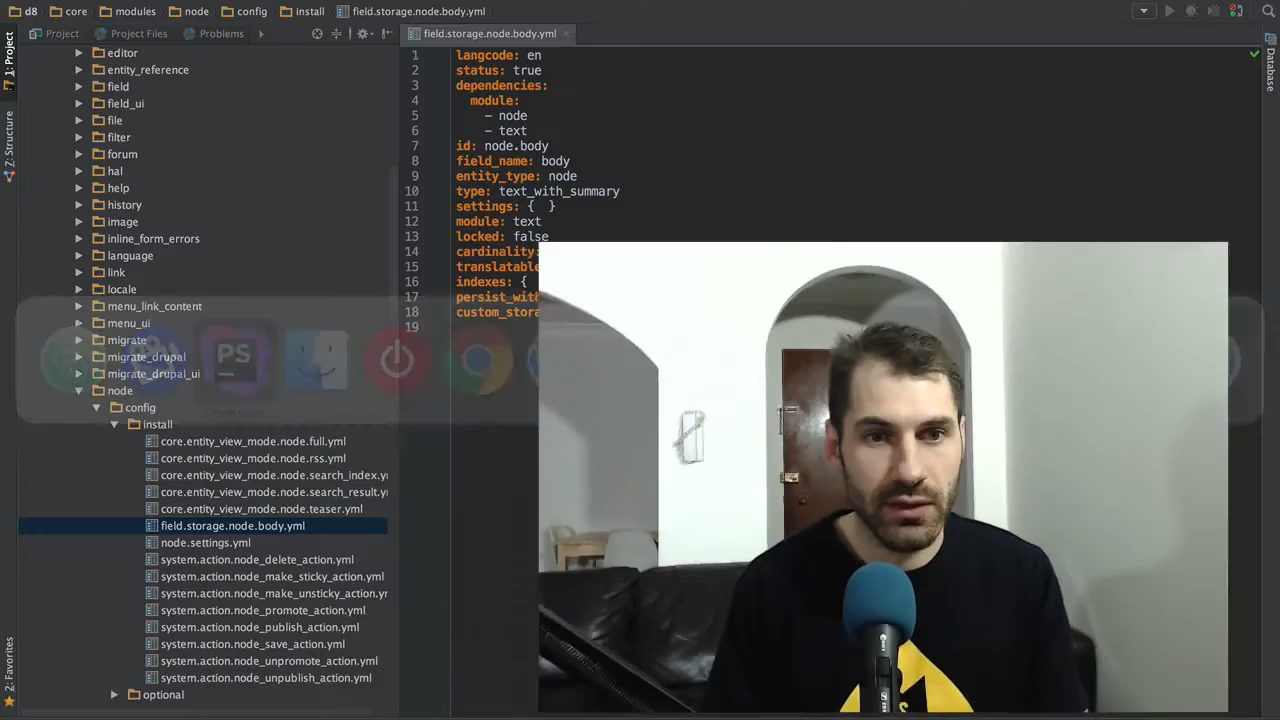 d8 core modules node config install field.storage.node.body.yml
Project Project Files Problems
field.storage.node.body.yml
1: Project
7: Structure
2: Favorites
Database
editor
entity_reference
field
field_ui
file
filter
forum
hal
help
history
image
inline_form_errors
language
link
locale
menu_link_content
menu_ui
migrate
migrate_drupal
migrate_drupal_ui
node
config
install
core.entity_view_mode.node.full.yml
core.entity_view_mode.node.rss.yml
core.entity_view_mode.node.search_index.y
core.entity_view_mode.node.search_result.y
core.entity_view_mode.node.teaser.yml
field.storage.node.body.yml
node.settings.yml
system.action.node_delete_action.yml
system.action.node_make_sticky_action.yml
system.action.node_make_unsticky_action.y
system.action.node_promote_action.yml
system.action.node_publish_action.yml
system.action.node_save_action.yml
system.action.node_unpromote_action.yml
system.action.node_unpublish_action.yml
optional
1 langcode: en
2 status: true
3 dependencies:
4 module:
5 - node
6 - text
7 id: node.body
8 field_name: body
9 entity_type: node
10 type: text_with_summary
11 settings: { }
12 module: text
13 locked: false
14 cardinality:
15 translatable
16 indexes: {
17 persist_with
18 custom_stora
19
PS